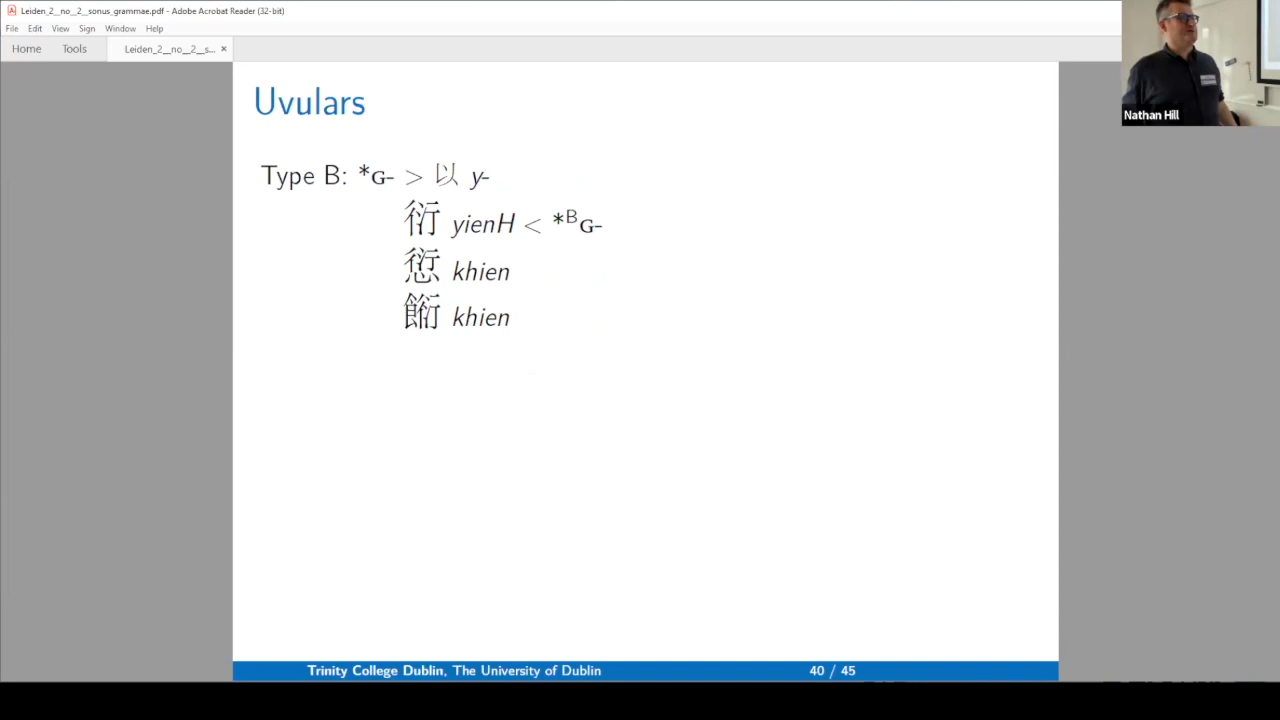 Leiden_2__no__2__sonus_grammae.pdf - Adobe Acrobat Reader (32-bit)
File Edit View Sign Window Help
Home Tools Leiden_2__no__2__s... ×
Nathan Hill
Uvulars
Type B: *ɢ- > 以 y-
衍 yienH < *ᴮɢ-
愆 khien
餰 khien
Trinity College Dublin, The University of Dublin 40 / 45